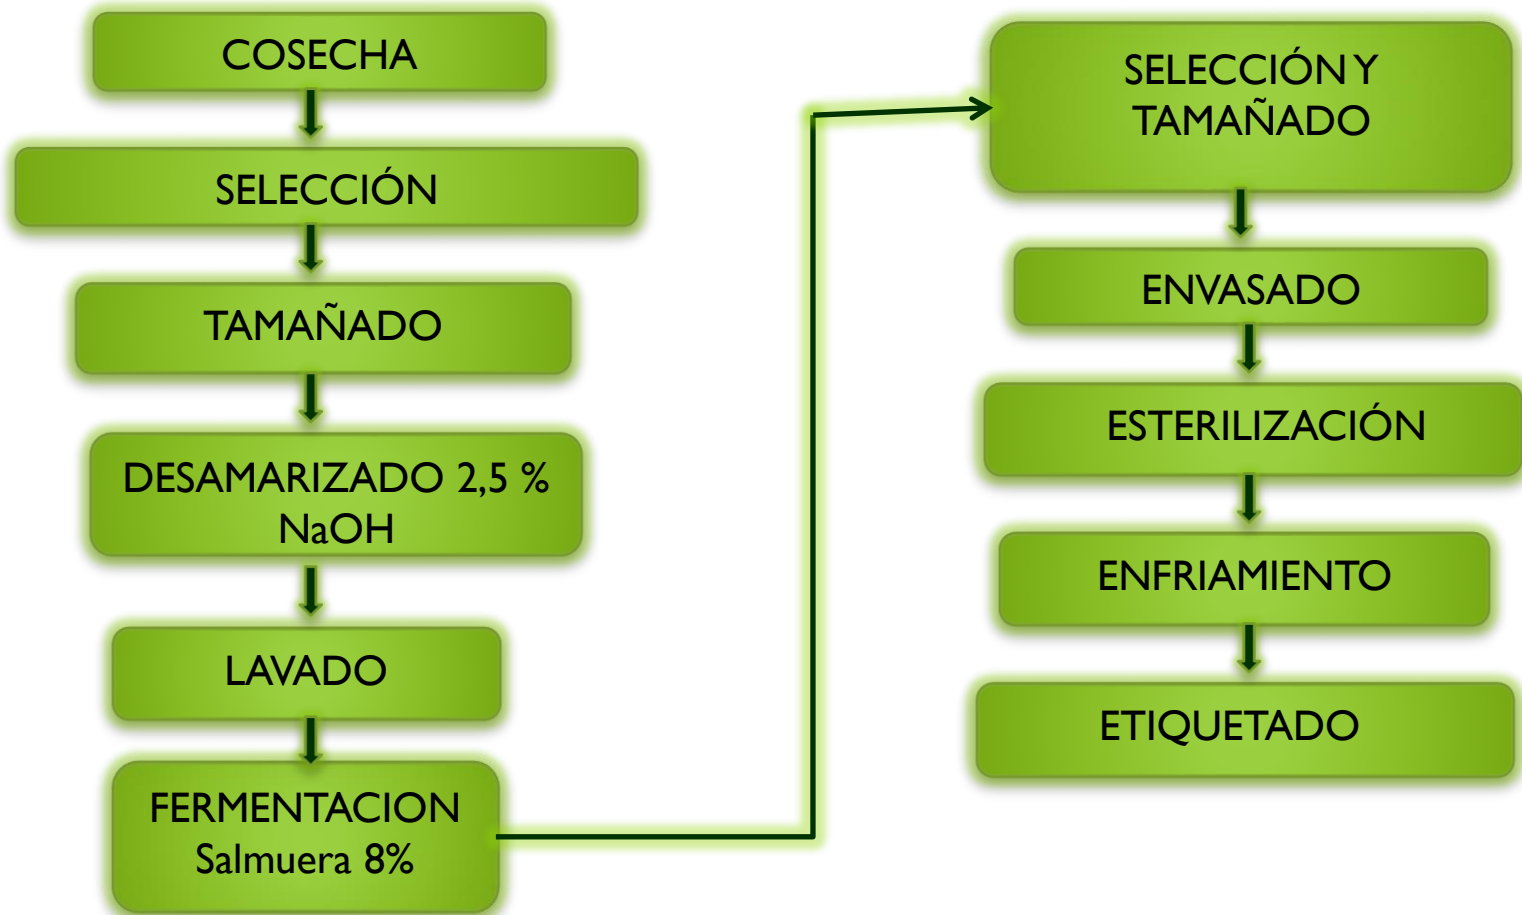 COSECHA
SELECCIÓN
TAMAÑADO
DESAMARIZADO 2,5 %
NaOH
LAVADO
FERMENTACION
Salmuera 8%
SELECCIÓN Y
TAMAÑADO
ENVASADO
ESTERILIZACIÓN
ENFRIAMIENTO
ETIQUETADO